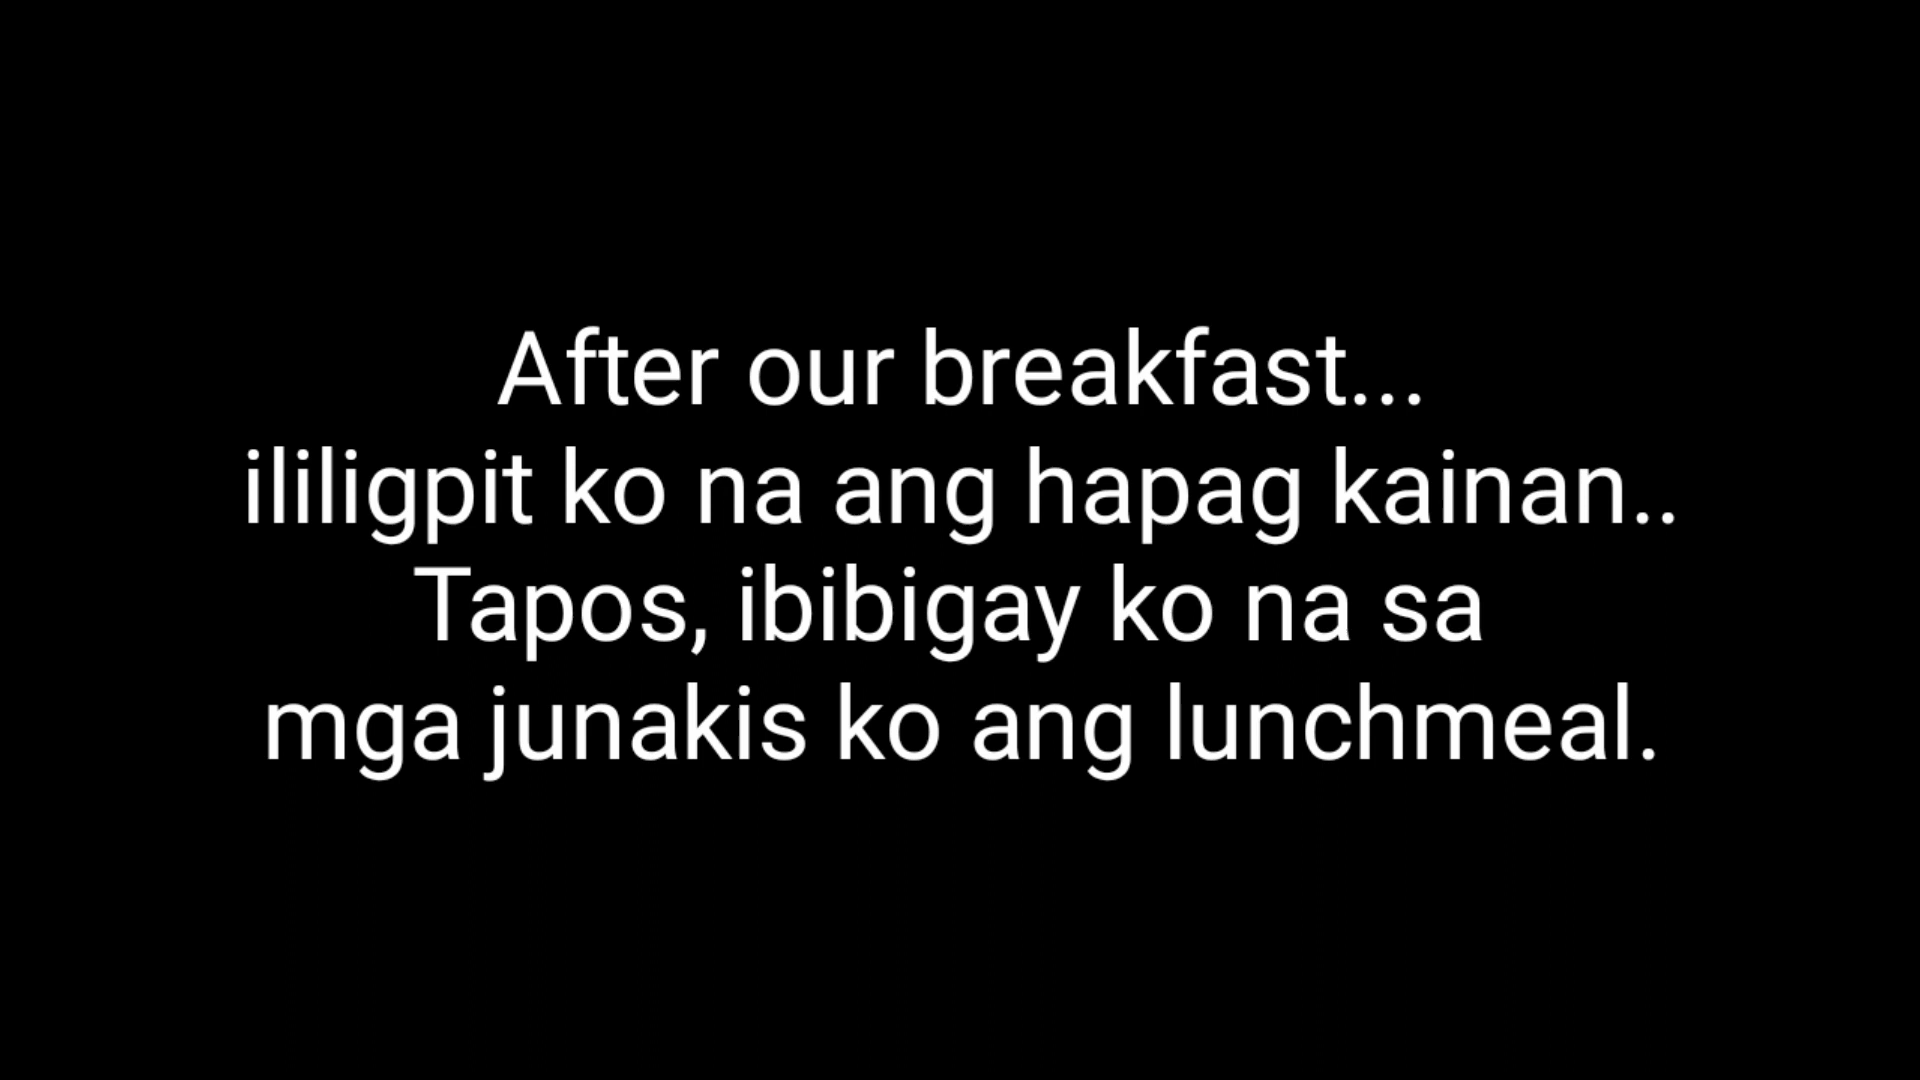 After our breakfast...
ililigpit ko na ang hapag kainan..
Tapos, ibibigay ko na sa
mga junakis ko ang lunchmeal.